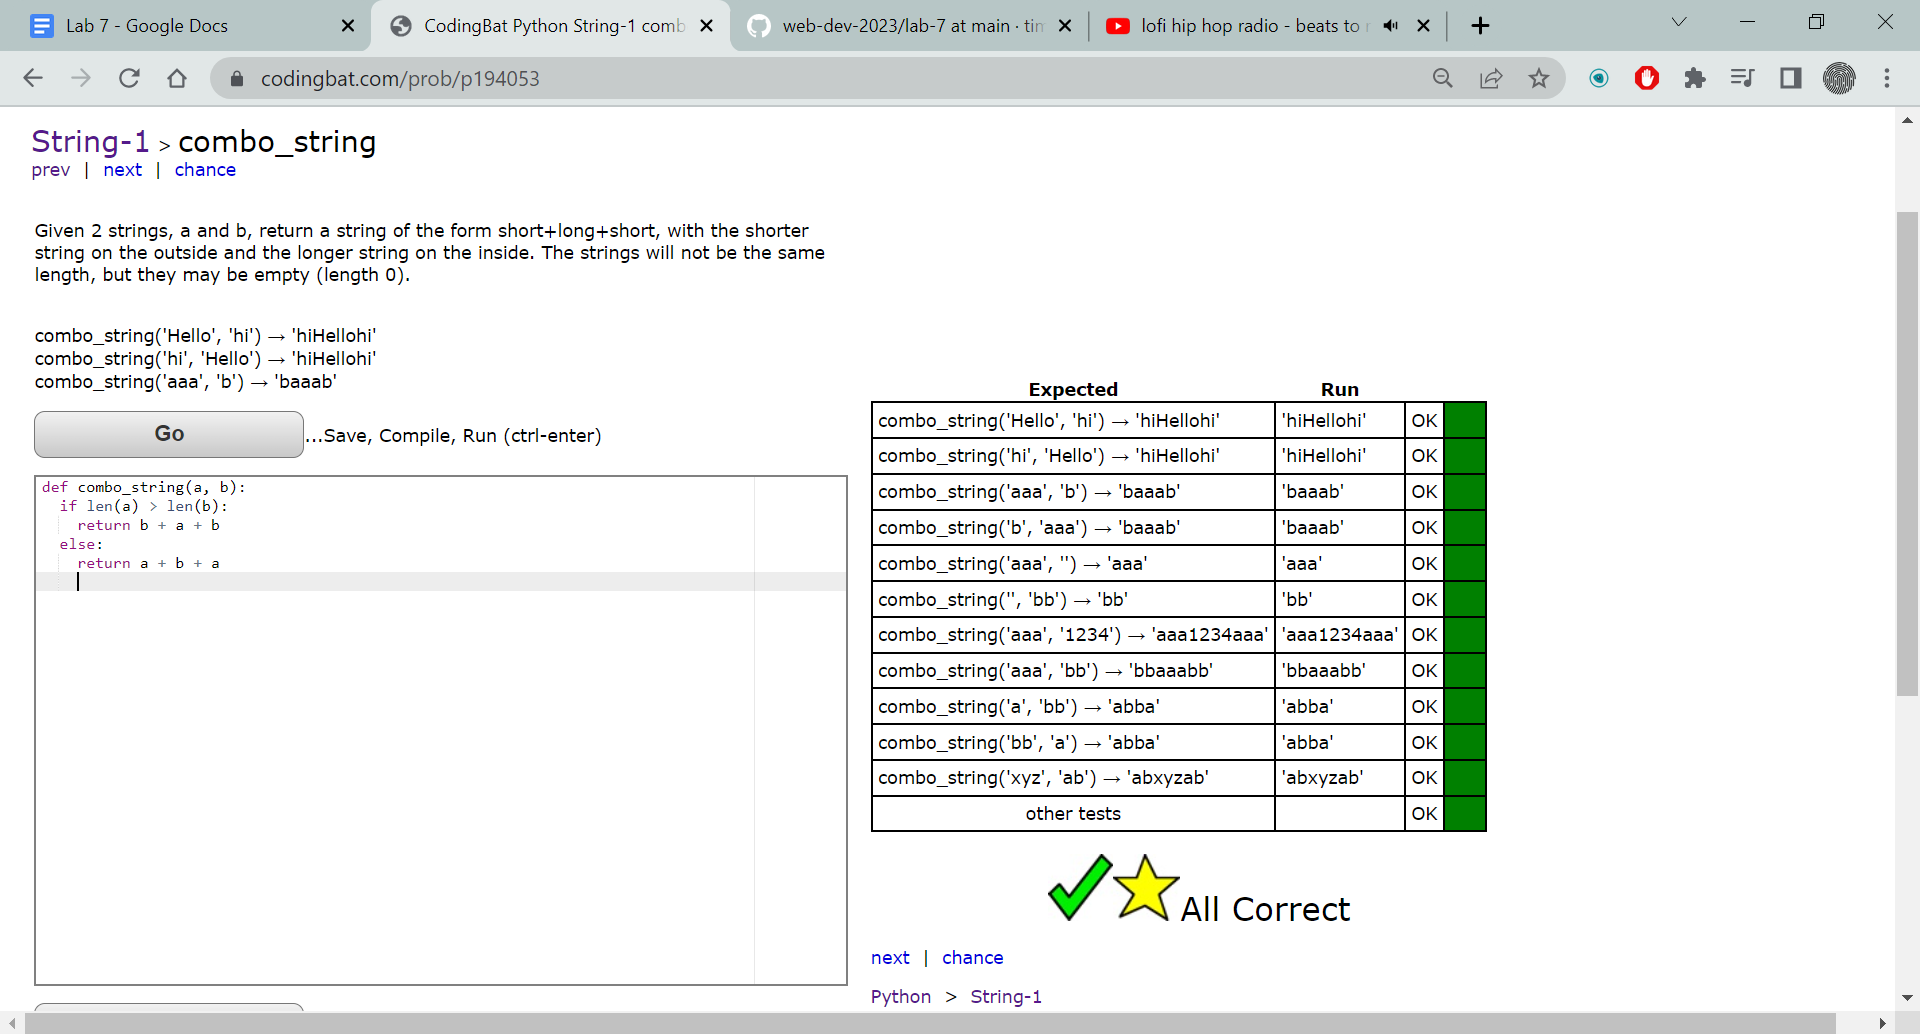 Lab 7 - Google Docs
CodingBat Python String-1 comb
web-dev-2023/lab-7 at main · tim
lofi hip hop radio - beats to r
codingbat.com/prob/p194053
String-1 > combo_string
prev | next | chance
Given 2 strings, a and b, return a string of the form short+long+short, with the shorter
string on the outside and the longer string on the inside. The strings will not be the same
length, but they may be empty (length 0).
combo_string('Hello', 'hi') → 'hiHellohi'
combo_string('hi', 'Hello') → 'hiHellohi'
combo_string('aaa', 'b') → 'baaab'
Go ...Save, Compile, Run (ctrl-enter)
def combo_string(a, b):
  if len(a) > len(b):
    return b + a + b
  else:
    return a + b + a
Expected Run
combo_string('Hello', 'hi') → 'hiHellohi' 'hiHellohi' OK
combo_string('hi', 'Hello') → 'hiHellohi' 'hiHellohi' OK
combo_string('aaa', 'b') → 'baaab' 'baaab' OK
combo_string('b', 'aaa') → 'baaab' 'baaab' OK
combo_string('aaa', '') → 'aaa' 'aaa' OK
combo_string('', 'bb') → 'bb' 'bb' OK
combo_string('aaa', '1234') → 'aaa1234aaa' 'aaa1234aaa' OK
combo_string('aaa', 'bb') → 'bbaaabb' 'bbaaabb' OK
combo_string('a', 'bb') → 'abba' 'abba' OK
combo_string('bb', 'a') → 'abba' 'abba' OK
combo_string('xyz', 'ab') → 'abxyzab' 'abxyzab' OK
other tests OK
All Correct
next | chance
Python > String-1